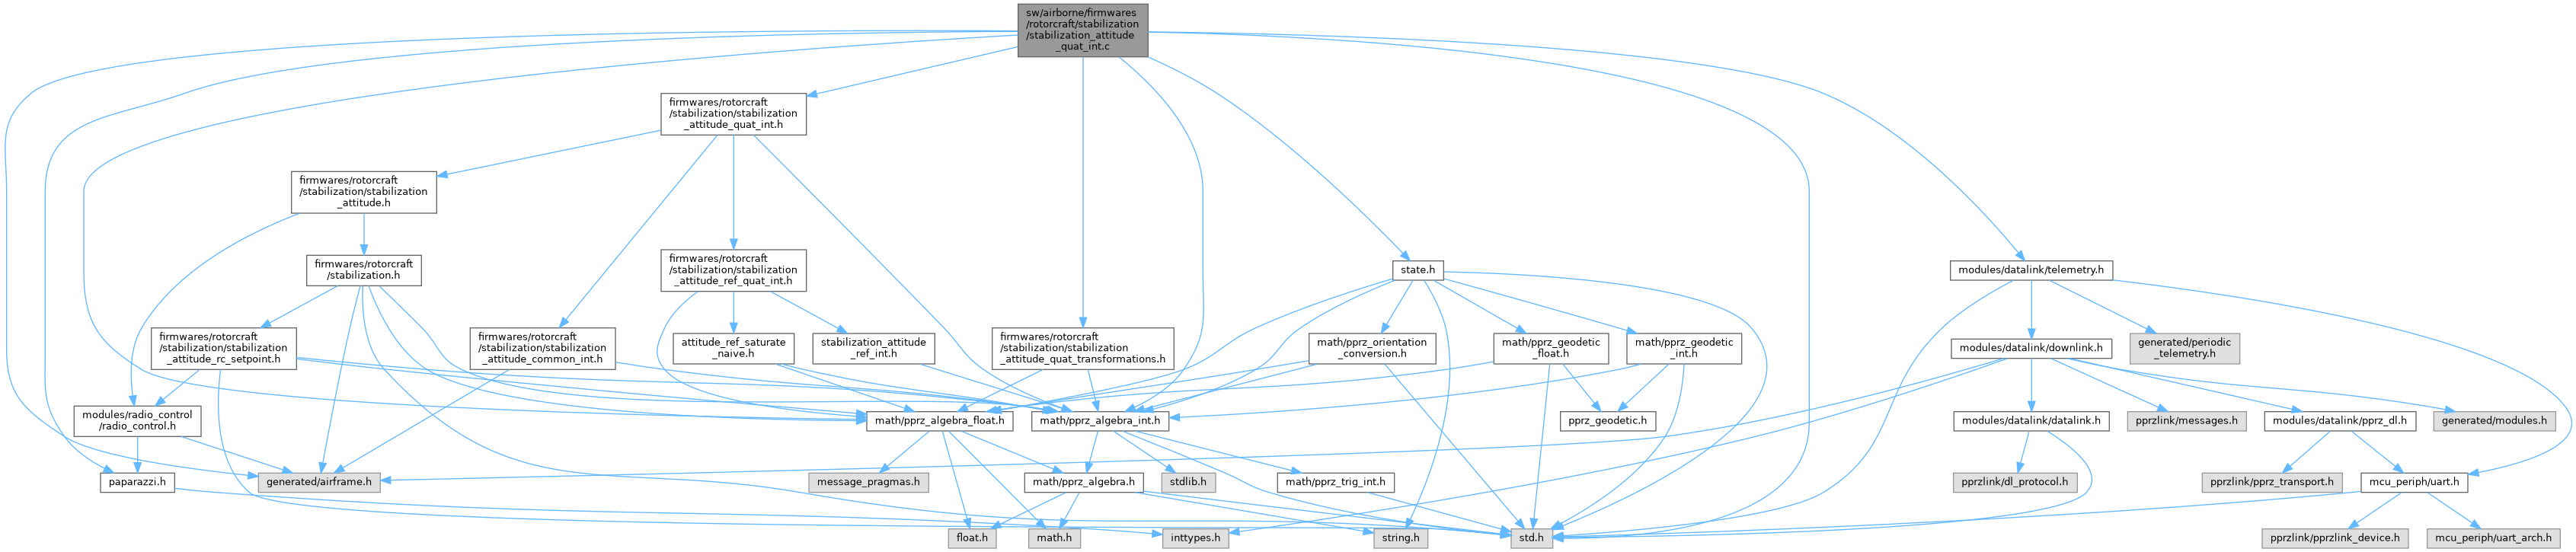 sw/airborne/firmwares
/rotorcraft/stabilization
/stabilization_attitude
_quat_int.c
firmwares/rotorcraft
/stabilization/stabilization
_attitude_quat_int.h
firmwares/rotorcraft
/stabilization/stabilization
_attitude.h
firmwares/rotorcraft
/stabilization.h
firmwares/rotorcraft
/stabilization/stabilization
_attitude_ref_quat_int.h
state.h
modules/datalink/telemetry.h
firmwares/rotorcraft
/stabilization/stabilization
_attitude_rc_setpoint.h
firmwares/rotorcraft
/stabilization/stabilization
_attitude_common_int.h
attitude_ref_saturate
_naive.h
stabilization_attitude
_ref_int.h
firmwares/rotorcraft
/stabilization/stabilization
_attitude_quat_transformations.h
math/pprz_orientation
_conversion.h
math/pprz_geodetic
_float.h
math/pprz_geodetic
_int.h
modules/datalink/downlink.h
generated/periodic
_telemetry.h
modules/radio_control
/radio_control.h
math/pprz_algebra_float.h
math/pprz_algebra_int.h
pprz_geodetic.h
modules/datalink/datalink.h
pprzlink/messages.h
modules/datalink/pprz_dl.h
generated/modules.h
paparazzi.h
generated/airframe.h
message_pragmas.h
math/pprz_algebra.h
stdlib.h
math/pprz_trig_int.h
pprzlink/dl_protocol.h
pprzlink/pprz_transport.h
mcu_periph/uart.h
float.h
math.h
inttypes.h
string.h
std.h
pprzlink/pprzlink_device.h
mcu_periph/uart_arch.h